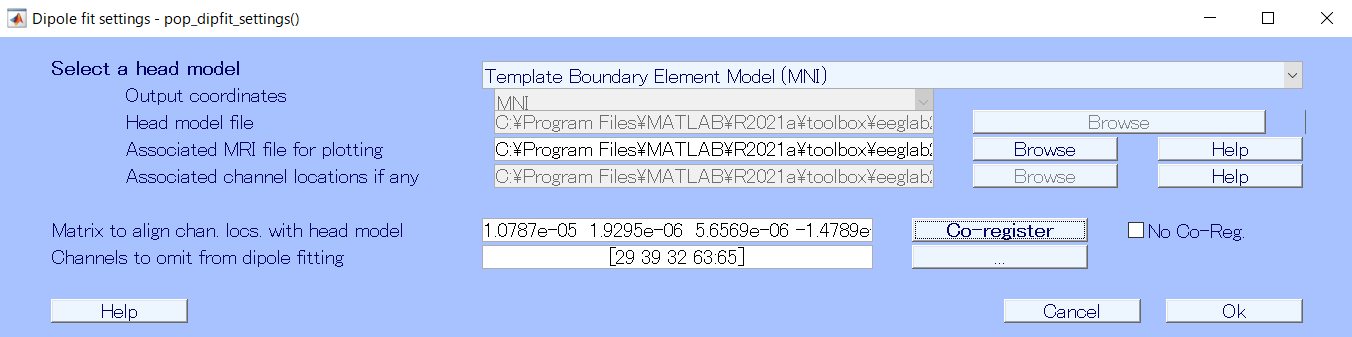 Dipole fit settings - pop_dipfit_settings()
Select a head model Template Boundary Element Model (MNI)
Output coordinates MNI
Head model file C:¥Program Files¥MATLAB¥R2021a¥toolbox¥eeglab2 Browse
Associated MRI file for plotting C:¥Program Files¥MATLAB¥R2021a¥toolbox¥eeglab2 Browse Help
Associated channel locations if any C:¥Program Files¥MATLAB¥R2021a¥toolbox¥eeglab2 Browse Help
Matrix to align chan. locs. with head model 1.0787e-05 1.9295e-06 5.6569e-06 -1.4789e- Co-register No Co-Reg.
Channels to omit from dipole fitting [29 39 32 63:65] ...
Help Cancel Ok